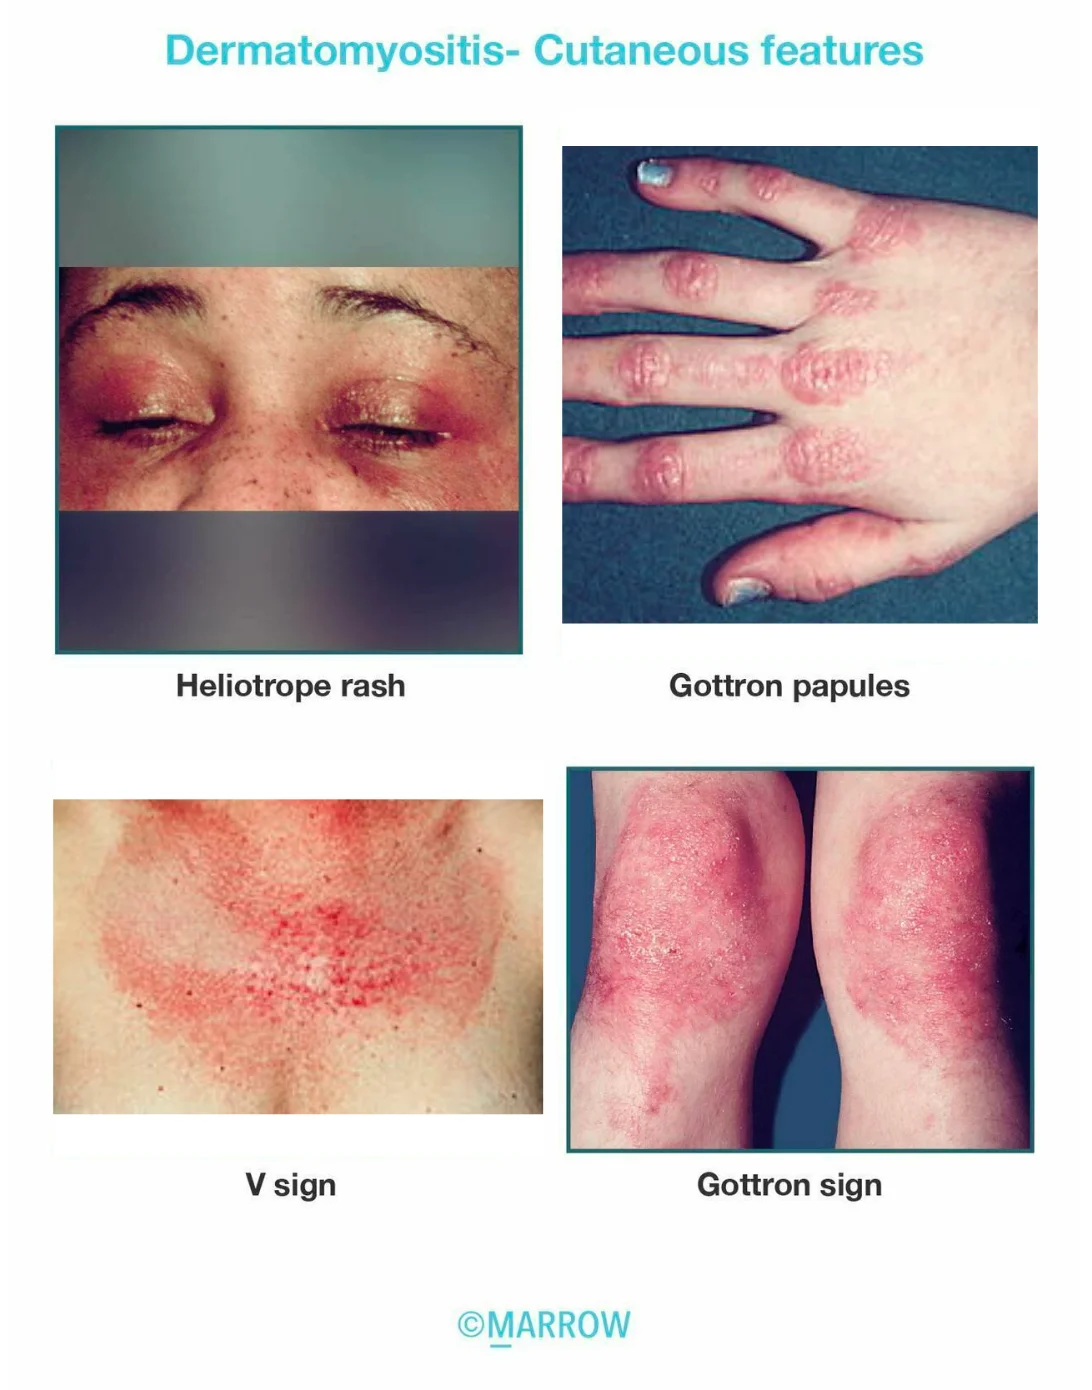 Dermatomyositis- Cutaneous features
Heliotrope rash
Gottron papules
V sign
Gottron sign
©MARROW